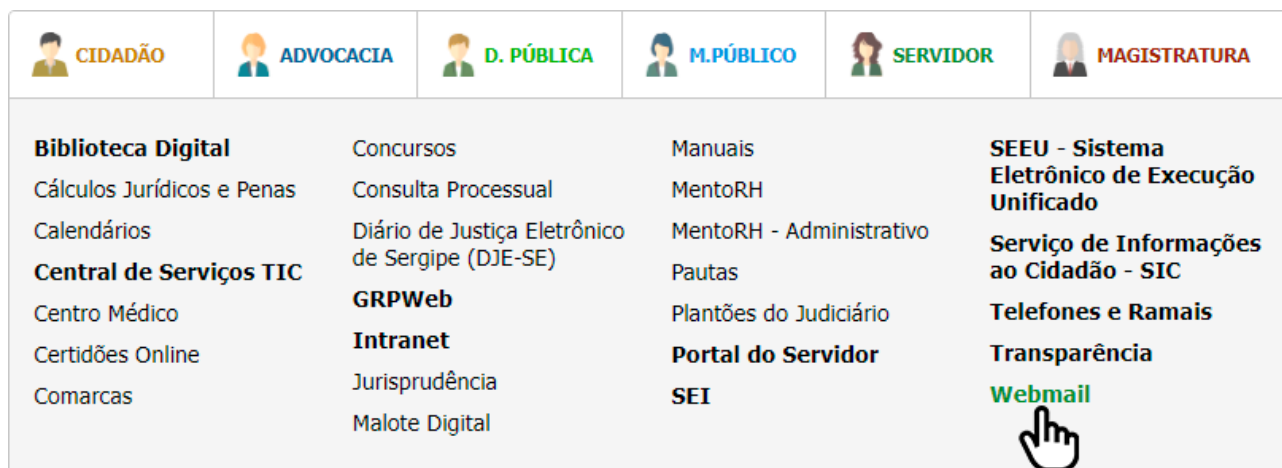 CIDADÃO
ADVOCACIA
D. PÚBLICA
M.PÚBLICO
SERVIDOR
MAGISTRATURA
Biblioteca Digital
Cálculos Jurídicos e Penas
Calendários
Central de Serviços TIC
Centro Médico
Certidões Online
Comarcas
Concursos
Consulta Processual
Diário de Justiça Eletrônico
de Sergipe (DJE-SE)
GRPWeb
Intranet
Jurisprudência
Malote Digital
Manuais
MentoRH
MentoRH - Administrativo
Pautas
Plantões do Judiciário
Portal do Servidor
SEI
SEEU - Sistema
Eletrônico de Execução
Unificado
Serviço de Informações
ao Cidadão - SIC
Telefones e Ramais
Transparência
Webmail